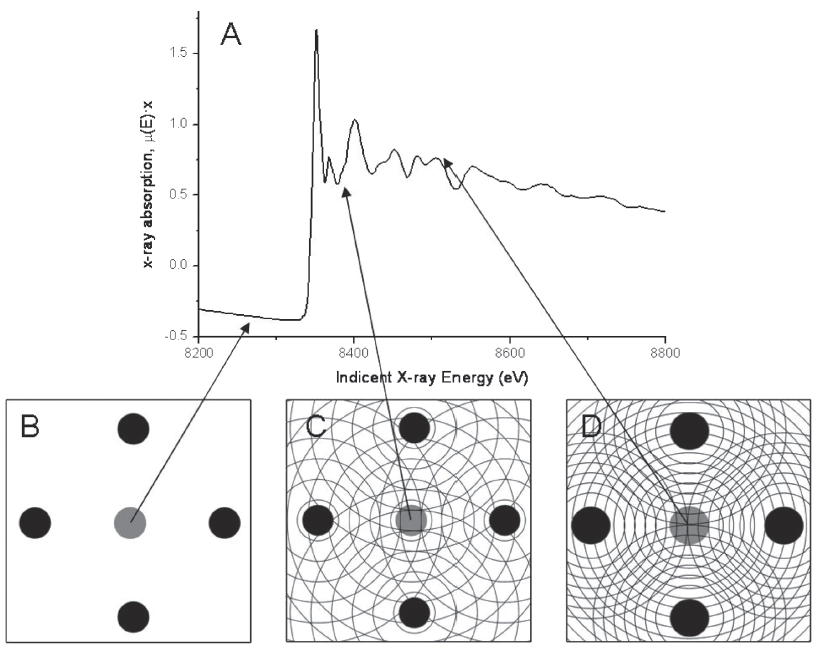 A
1.5
1.0
0.5
0.0
-0.5
x-ray absorption, μ(E)·x
8200 8400 8600 8800
Indicent X-ray Energy (eV)
B C D